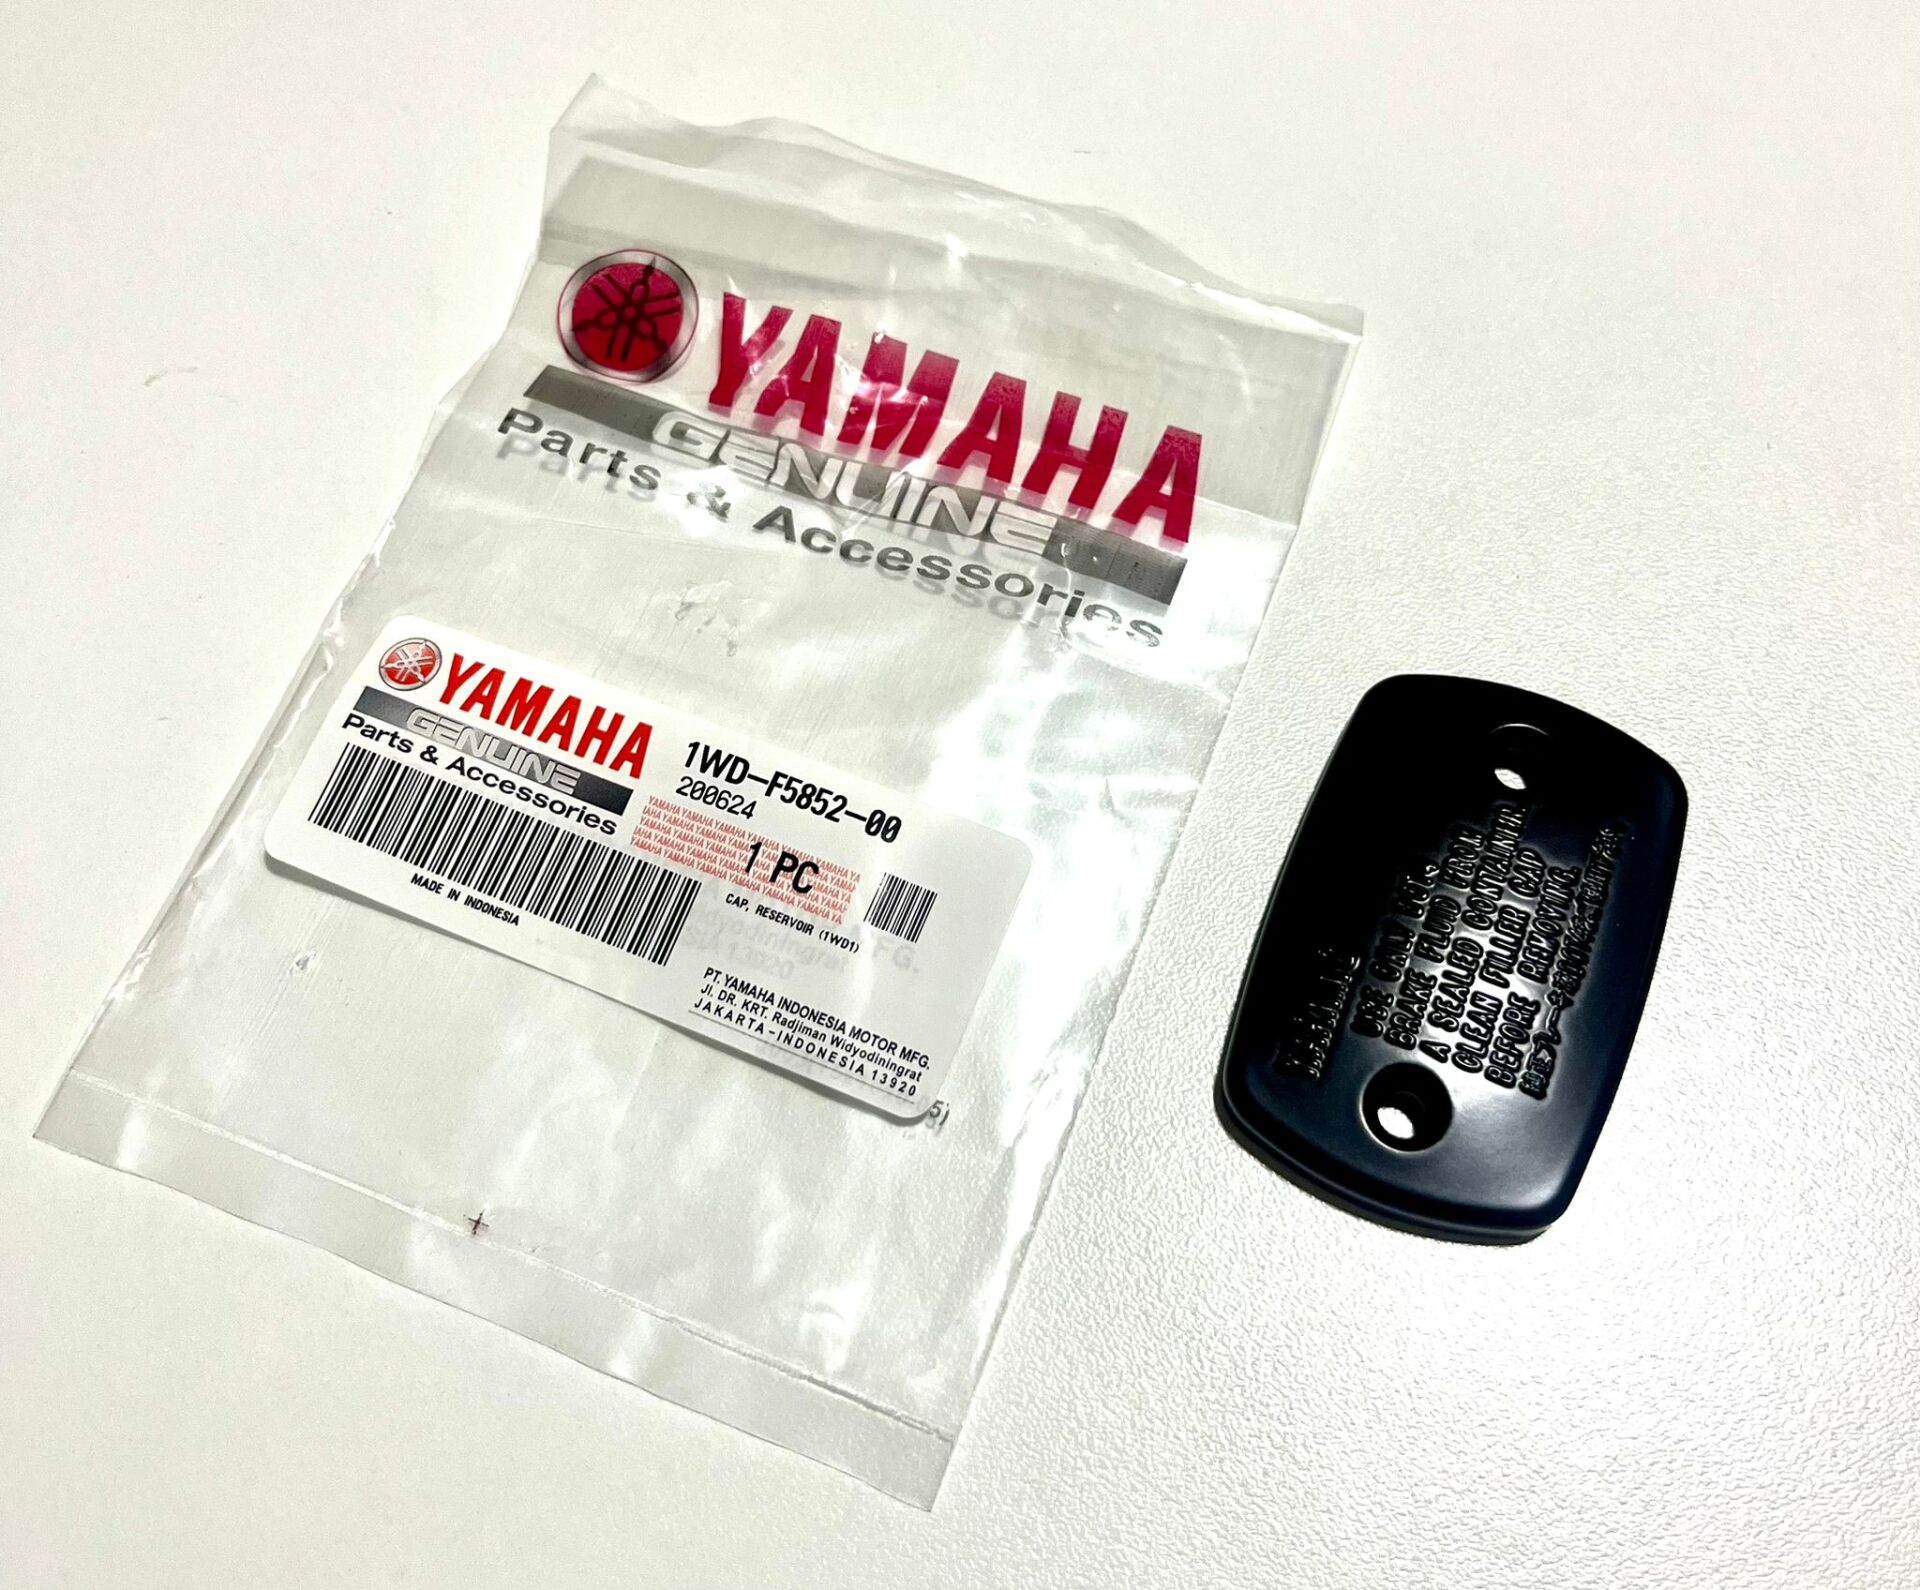 YAMAHA
GENUINE
Parts & Accessories
YAMAHA
GENUINE
Parts & Accessories
1WD-F5852-00
200624
1 PC
MADE IN INDONESIA
CAP, RESERVOIR (1WD1)
PT. YAMAHA INDONESIA MOTOR MFG.
Jl. DR. KRT. Radjiman Widyodiningrat
JAKARTA-INDONESIA 13920
USE ONLY DOT 4
BRAKE FLUID FROM
A SEALED CONTAINER.
CLEAN FILLER CAP
BEFORE REMOVING.